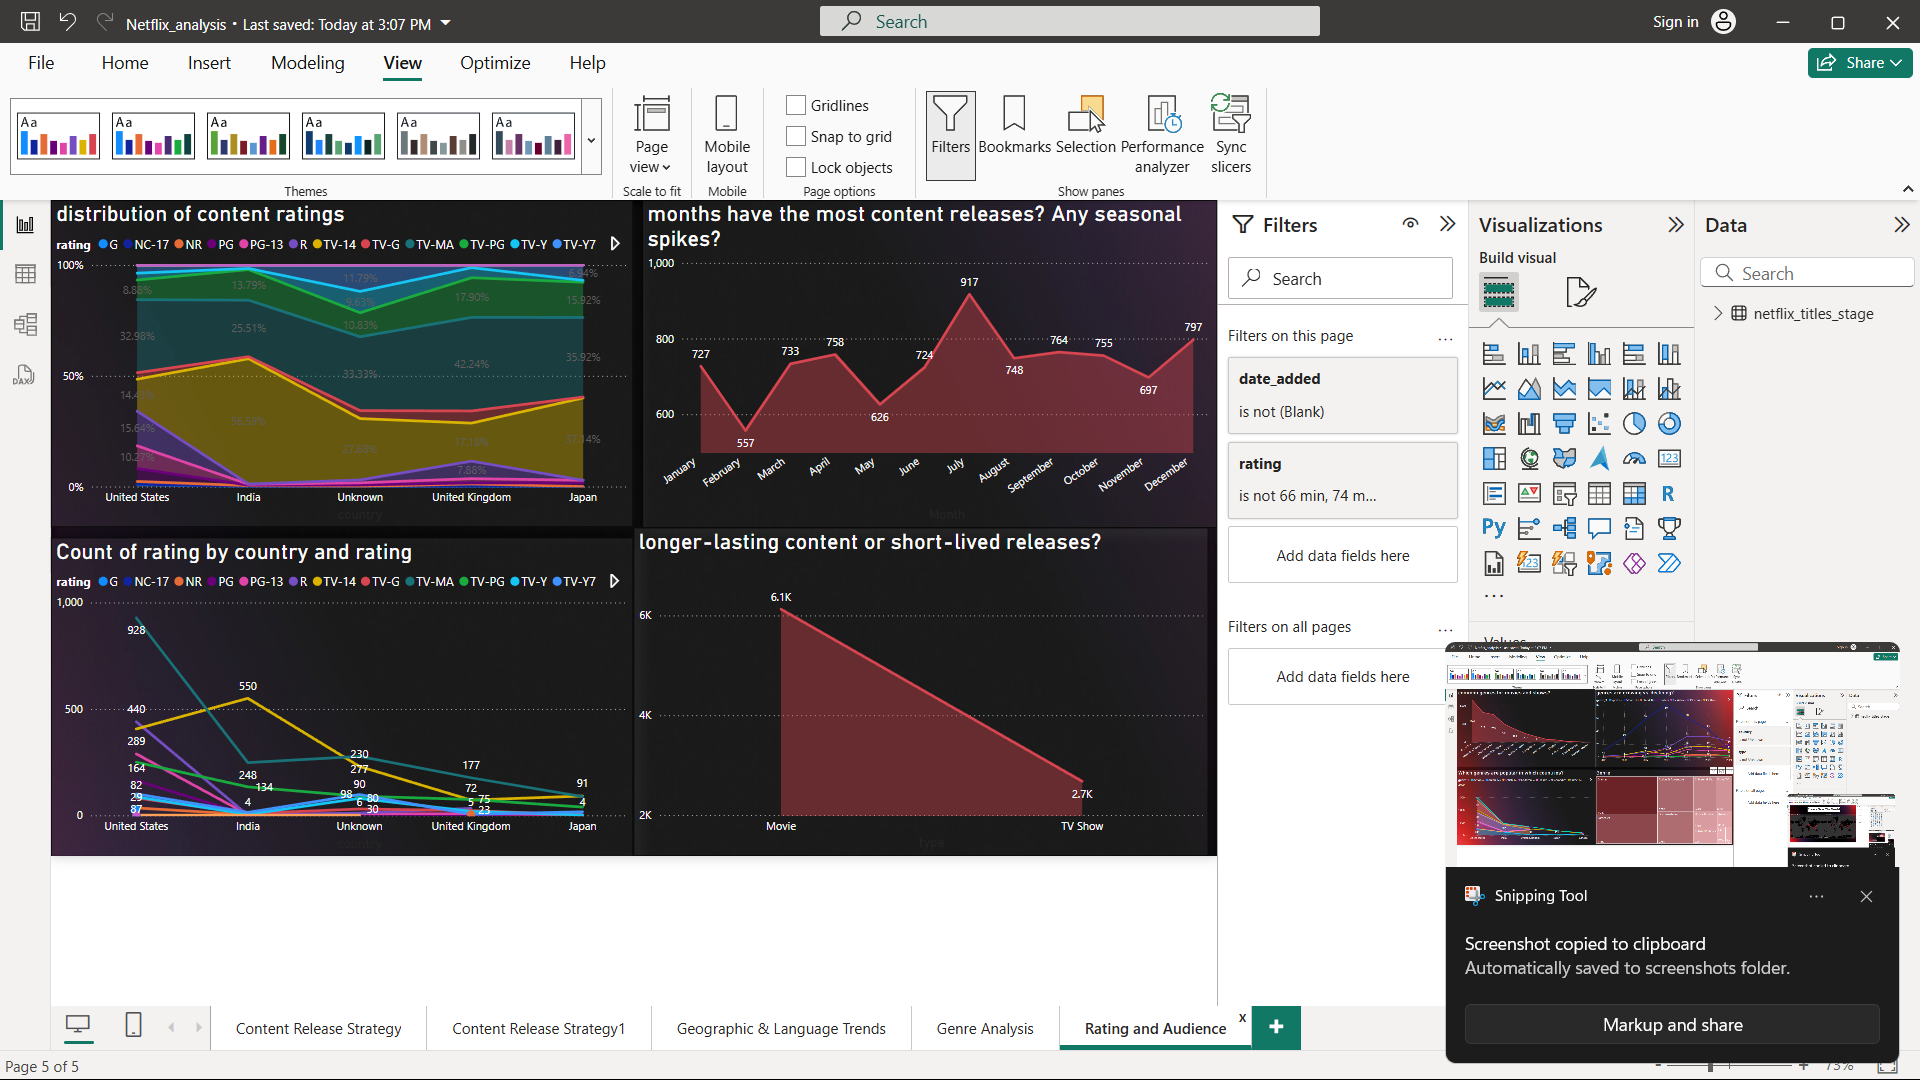 Netflix_analysis • Last saved: Today at 3:07 PM
Search
Sign in
File Home Insert Modeling View Optimize Help
Share
Aa Aa Aa Aa Aa Aa
Themes
Page view
Scale to fit
Mobile layout
Mobile
Gridlines
Snap to grid
Lock objects
Page options
Filters
Bookmarks
Selection
Performance analyzer
Sync slicers
Show panes
distribution of content ratings
rating G NC-17 NR PG PG-13 R TV-14 TV-G TV-MA TV-PG TV-Y TV-Y7
100%
50%
0%
8.88%
32.98%
15.64%
10.27%
13.79%
25.51%
11.79%
9.63%
10.83%
33.33%
17.90%
42.24%
7.88%
6.94%
15.92%
35.92%
United States India Unknown United Kingdom Japan
country
months have the most content releases? Any seasonal
spikes?
1,000
800
600
727
557
733
758
626
724
917
748
764
755
697
797
January February March April May June July August September October November December
Month
Count of rating by country and rating
rating G NC-17 NR PG PG-13 R TV-14 TV-G TV-MA TV-PG TV-Y TV-Y7
1,000
500
0
928
440
289
164
82
29
87
550
248
134
4
230
277
90
98
80
6
30
177
72
75
5
23
91
4
United States India Unknown United Kingdom Japan
country
longer-lasting content or short-lived releases?
6K
4K
2K
6.1K
2.7K
Movie TV Show
type
Filters
Search
Filters on this page
...
date_added
is not (Blank)
rating
is not 66 min, 74 m...
Add data fields here
Filters on all pages
...
Add data fields here
Visualizations
Build visual
123
R
Py
...
Values
Data
Search
netflix_titles_stage
DAX
Snipping Tool
...
Screenshot copied to clipboard
Automatically saved to screenshots folder.
Markup and share
Content Release Strategy
Content Release Strategy1
Geographic & Language Trends
Genre Analysis
Rating and Audience
Page 5 of 5
73%